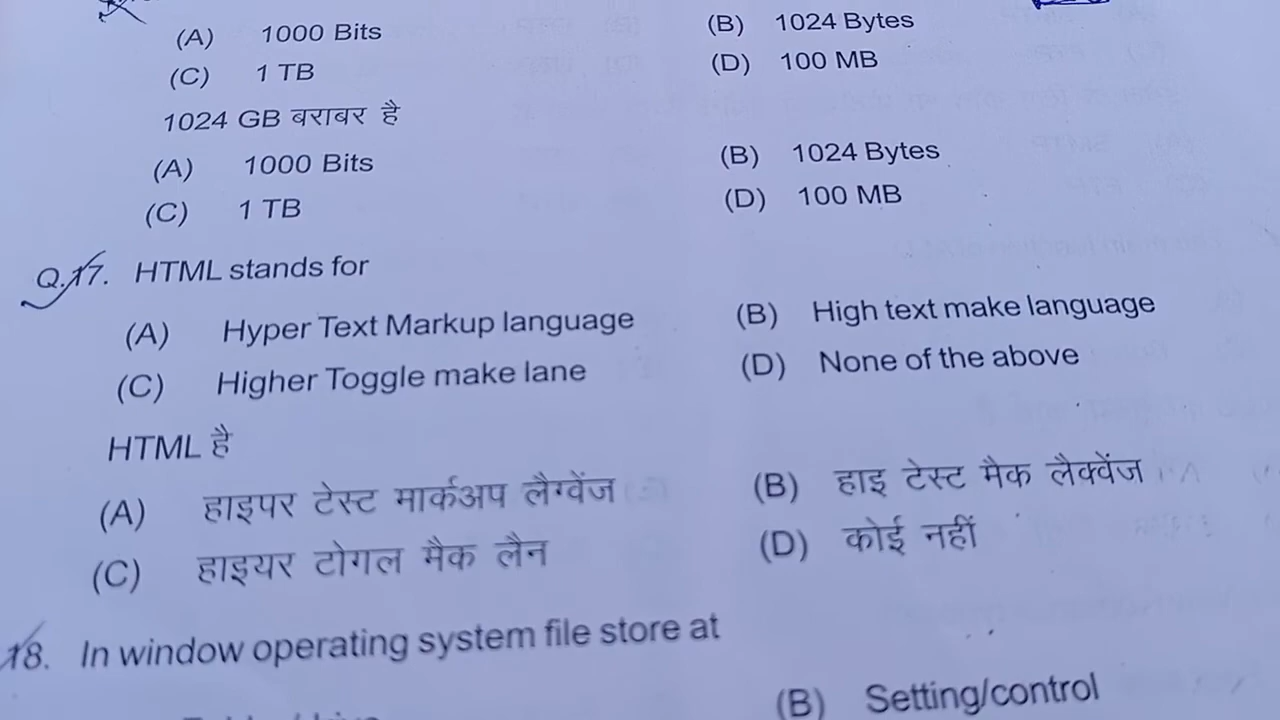 (A) 1000 Bits (B) 1024 Bytes
(C) 1 TB (D) 100 MB
1024 GB बराबर है
(A) 1000 Bits (B) 1024 Bytes
(C) 1 TB (D) 100 MB
Q.17. HTML stands for
(A) Hyper Text Markup language (B) High text make language
(C) Higher Toggle make lane (D) None of the above
HTML है
(A) हाइपर टेस्ट मार्कअप लैग्वेंज (B) हाइ टेस्ट मैक लैक्वेंज
(C) हाइयर टोगल मैक लैन (D) कोई नहीं
18. In window operating system file store at
(B) Setting/control